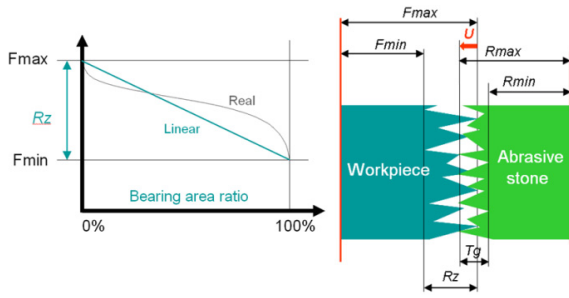 Fmax
Rz
Fmin
Real
Linear
Bearing area ratio
0%
100%
Fmax
U
Fmin
Rmax
Rmin
Workpiece
Abrasive
stone
Tg
Rz